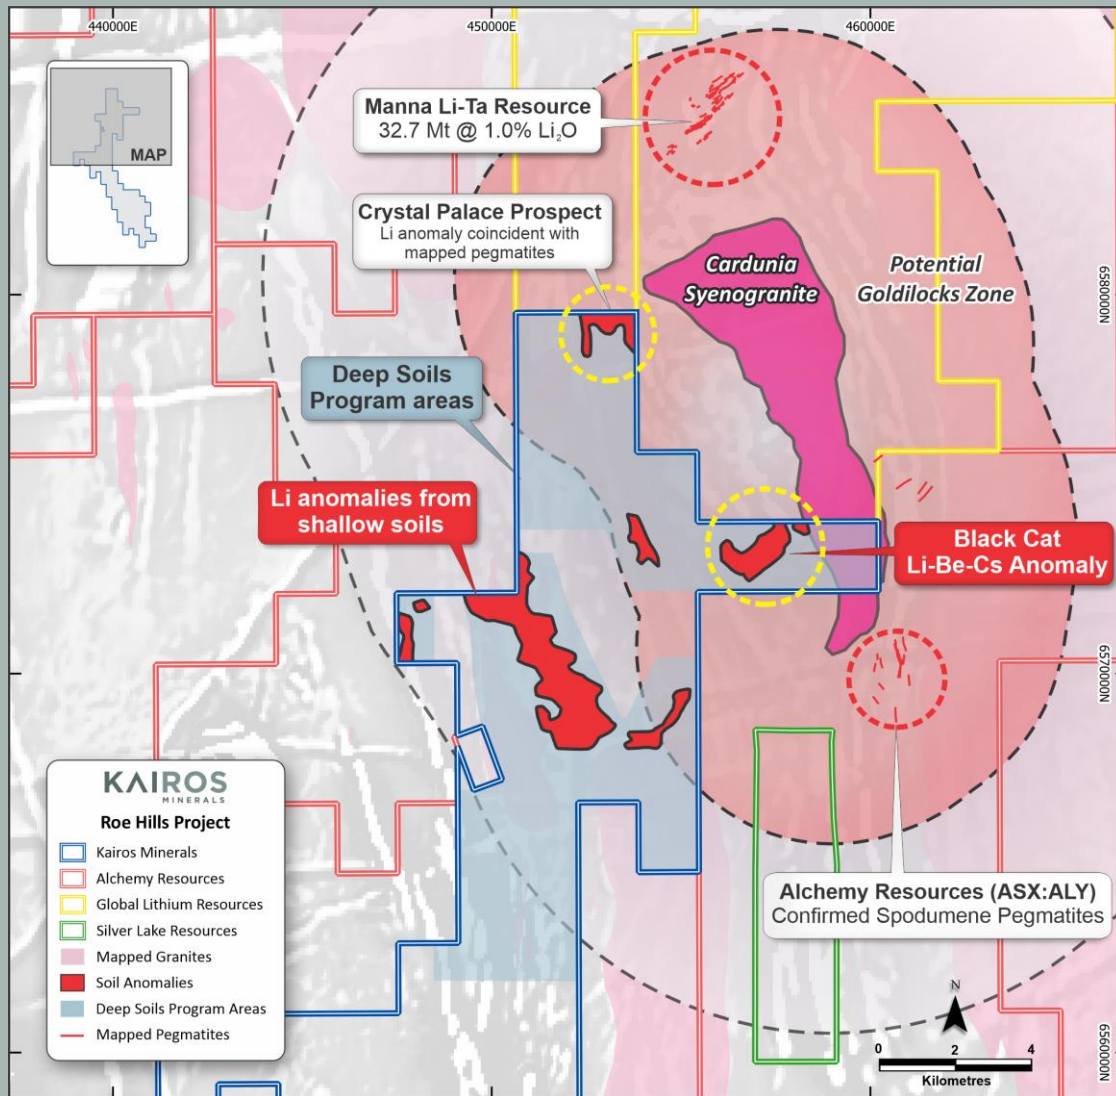 440000E
450000E
460000E
MAP
Manna Li-Ta Resource
32.7 Mt @ 1.0% Li₂O
Crystal Palace Prospect
Li anomaly coincident with
mapped pegmatites
Cardunia
Syenogranite
Potential
Goldilocks Zone
6580000N
Deep Soils
Program areas
Li anomalies from
shallow soils
Black Cat
Li-Be-Cs Anomaly
6570000N
KAIROS
MINERALS
Roe Hills Project
Kairos Minerals
Alchemy Resources
Global Lithium Resources
Silver Lake Resources
Mapped Granites
Soil Anomalies
Deep Soils Program Areas
Mapped Pegmatites
Alchemy Resources (ASX:ALY)
Confirmed Spodumene Pegmatites
N
0 2 4
Kilometres
6560000N